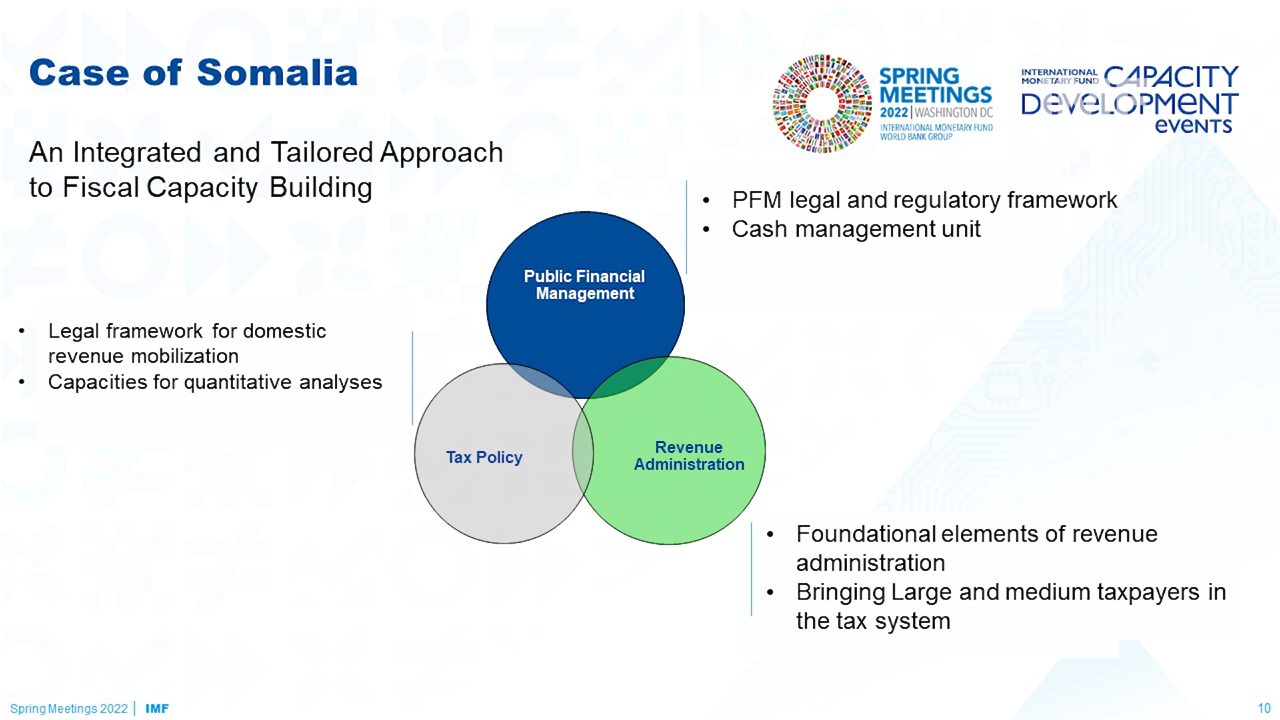 Case of Somalia
SPRING
MEETINGS
2022 | WASHINGTON DC
INTERNATIONAL MONETARY FUND
WORLD BANK GROUP
INTERNATIONAL
MONETARY FUND
CAPACITY
DEVELOPMENT
events
An Integrated and Tailored Approach
to Fiscal Capacity Building
• PFM legal and regulatory framework
• Cash management unit
Public Financial
Management
• Legal framework for domestic
revenue mobilization
• Capacities for quantitative analyses
Tax Policy
Revenue
Administration
• Foundational elements of revenue
administration
• Bringing Large and medium taxpayers in
the tax system
Spring Meetings 2022 | IMF
10